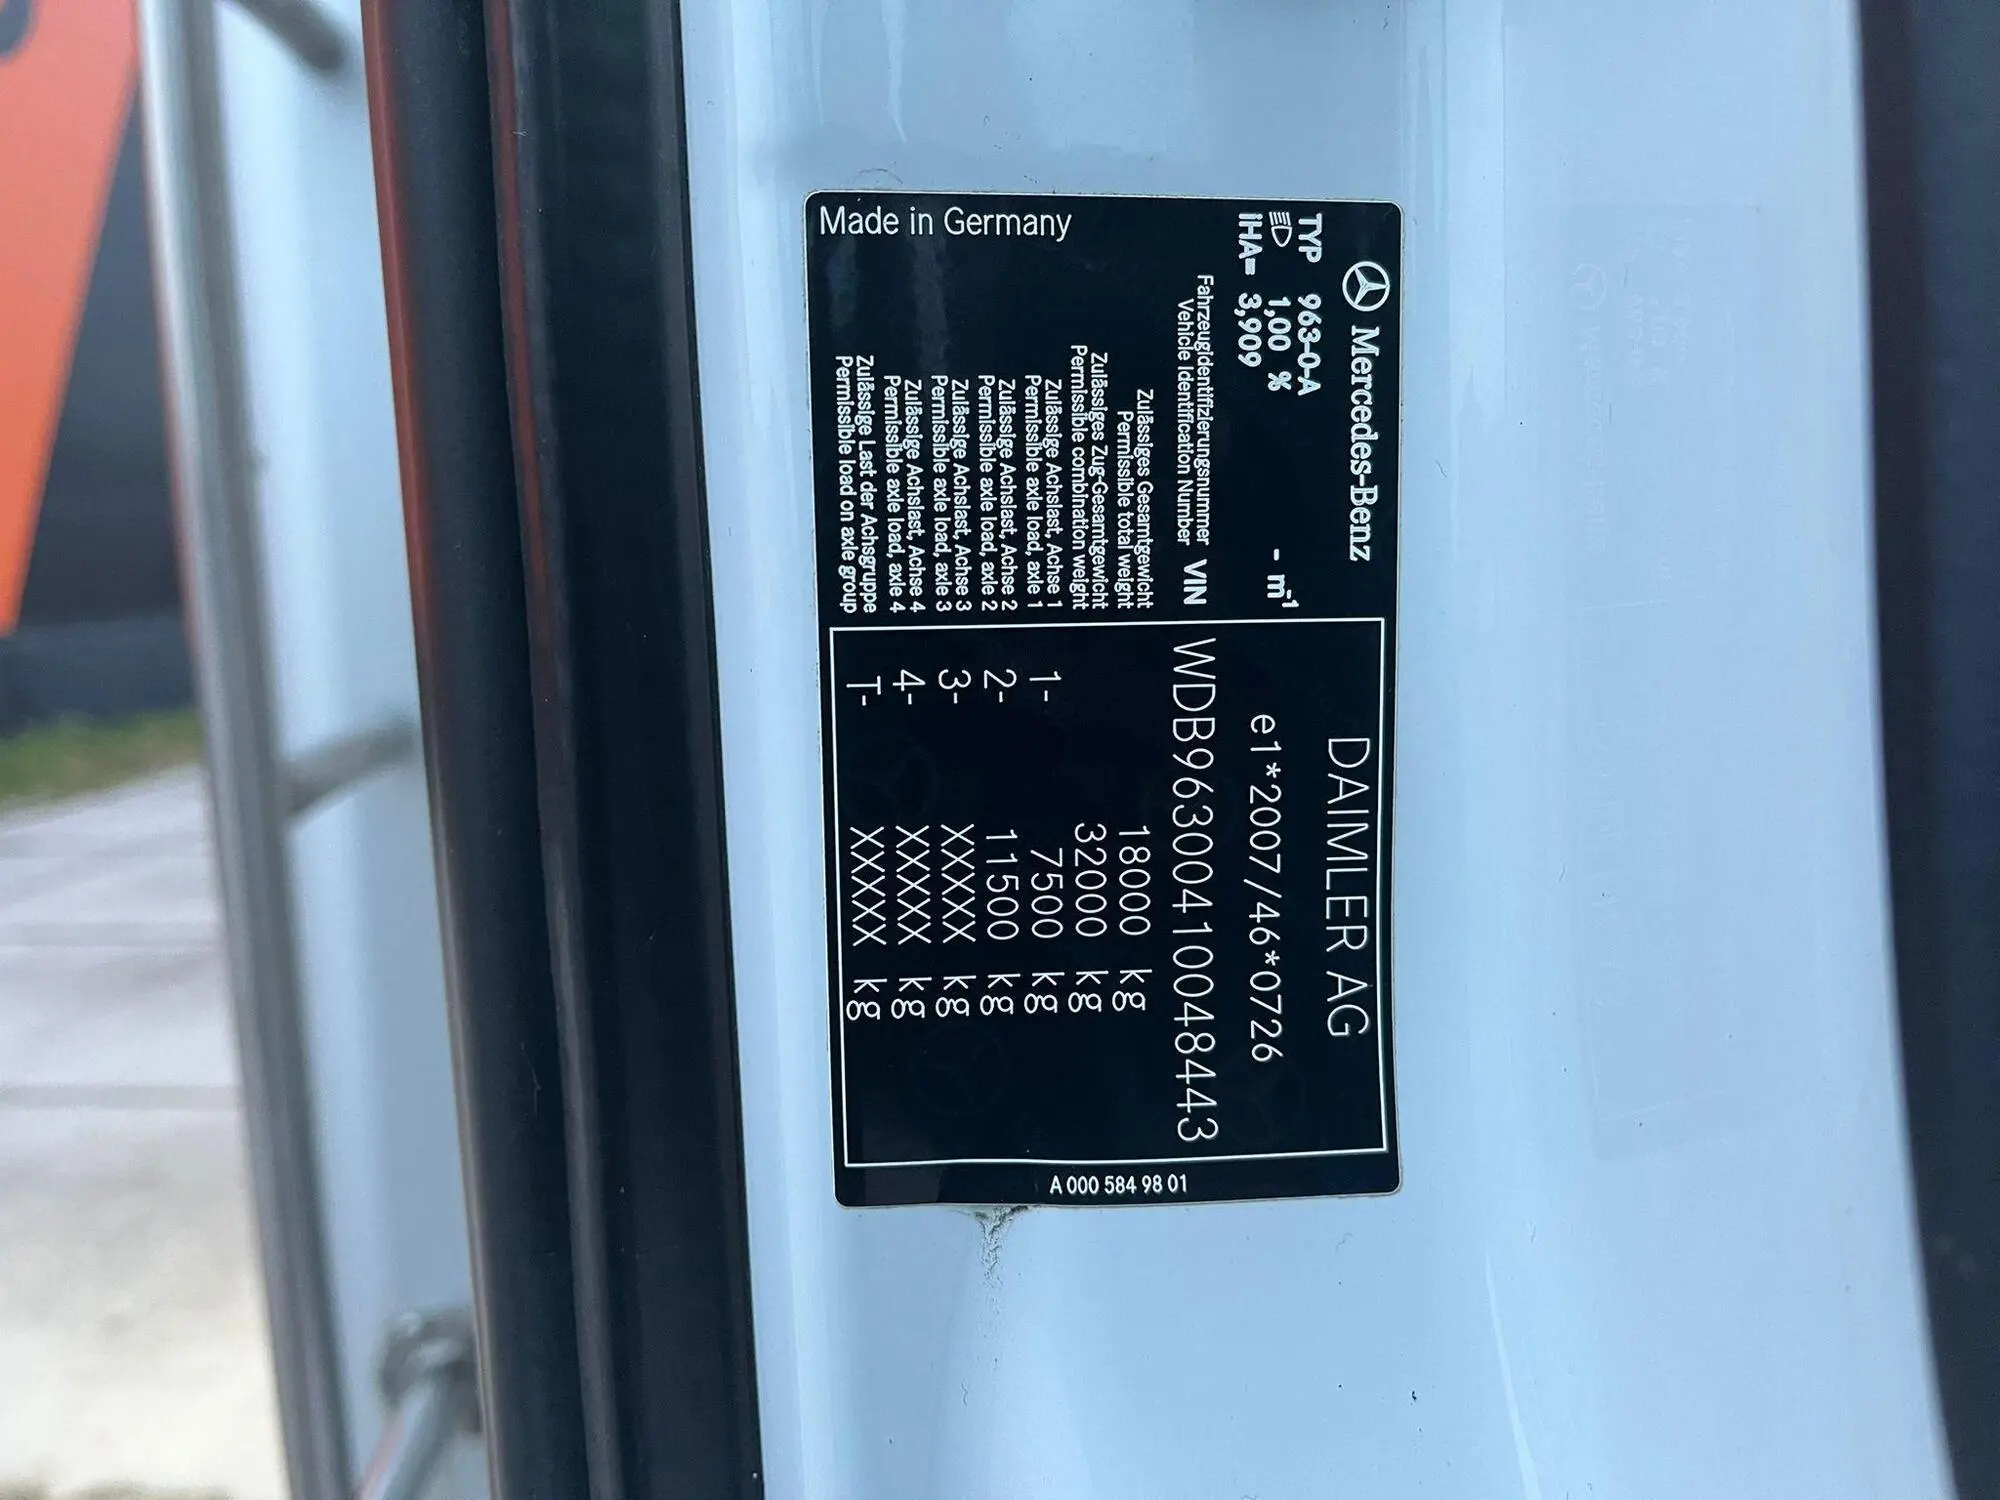 Mercedes-Benz
TYP 963-0-A
1,00 % - m⁻¹
IHA= 3,909
DAIMLER AG
e1*2007/46*0726
Fahrzeugidentifizierungsnummer
Vehicle Identification Number VIN WDB9630041004 8443
Zulässiges Gesamtgewicht
Permissible total weight 18000 kg
Zulässiges Zug-Gesamtgewicht
Permissible combination weight 32000 kg
Zulässige Achslast, Achse 1
Permissible axle load, axle 1 1- 7500 kg
Zulässige Achslast, Achse 2
Permissible axle load, axle 2 2- 11500 kg
Zulässige Achslast, Achse 3
Permissible axle load, axle 3 3- XXXXX kg
Zulässige Achslast, Achse 4
Permissible axle load, axle 4 4- XXXXX kg
Zulässige Last der Achsgruppe
Permissible load on axle group T- XXXXX kg
Made in Germany
A 000 584 98 01